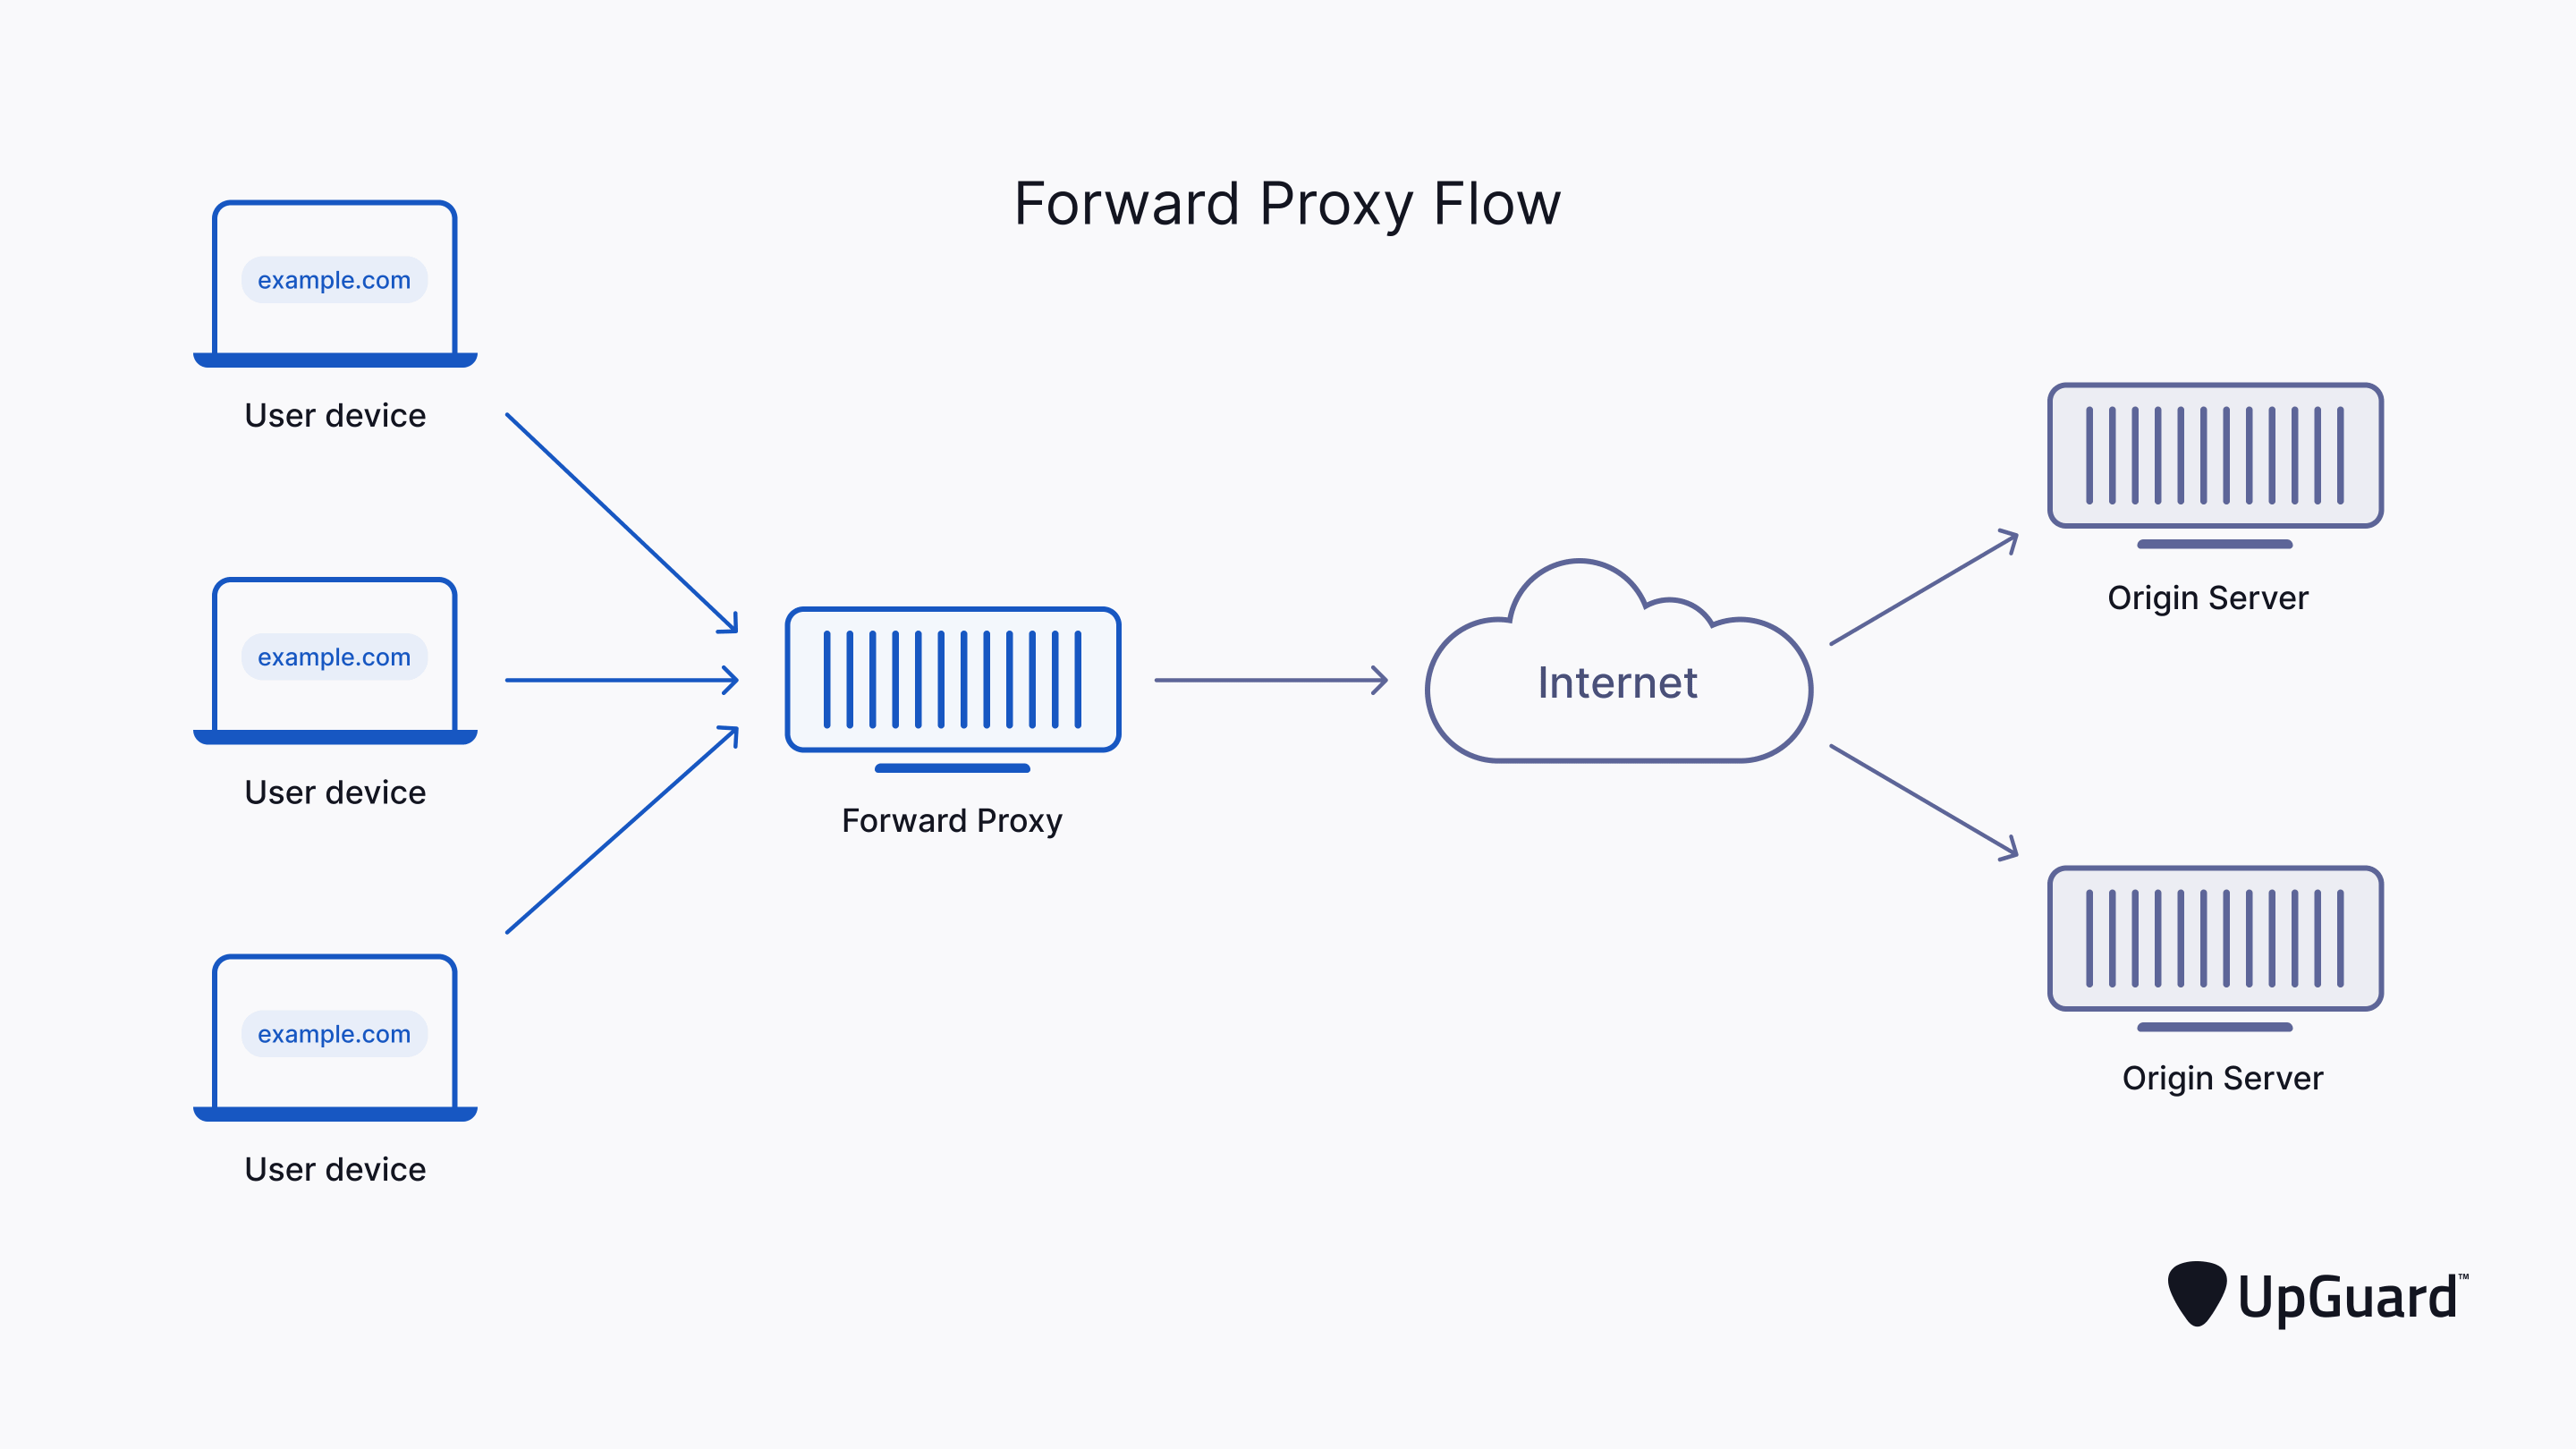 Forward Proxy Flow
example.com
User device
example.com
User device
example.com
User device
Forward Proxy
Internet
Origin Server
Origin Server
UpGuard™